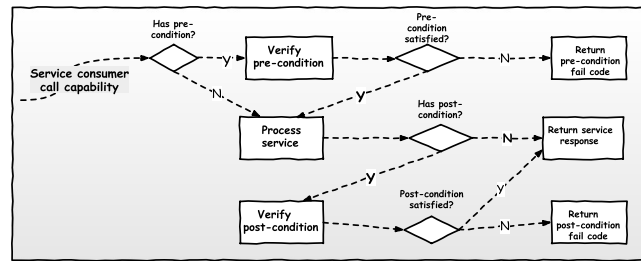 Has pre-
condition?
Pre-
condition
satisfied?
Service consumer
call capability
Y
Verify
pre-condition
N
Return
pre-condition
fail code
N
Y
Process
service
Has post-
condition?
N
Return service
response
Y
Verify
post-condition
Post-condition
satisfied?
Y
N
Return
post-condition
fail code